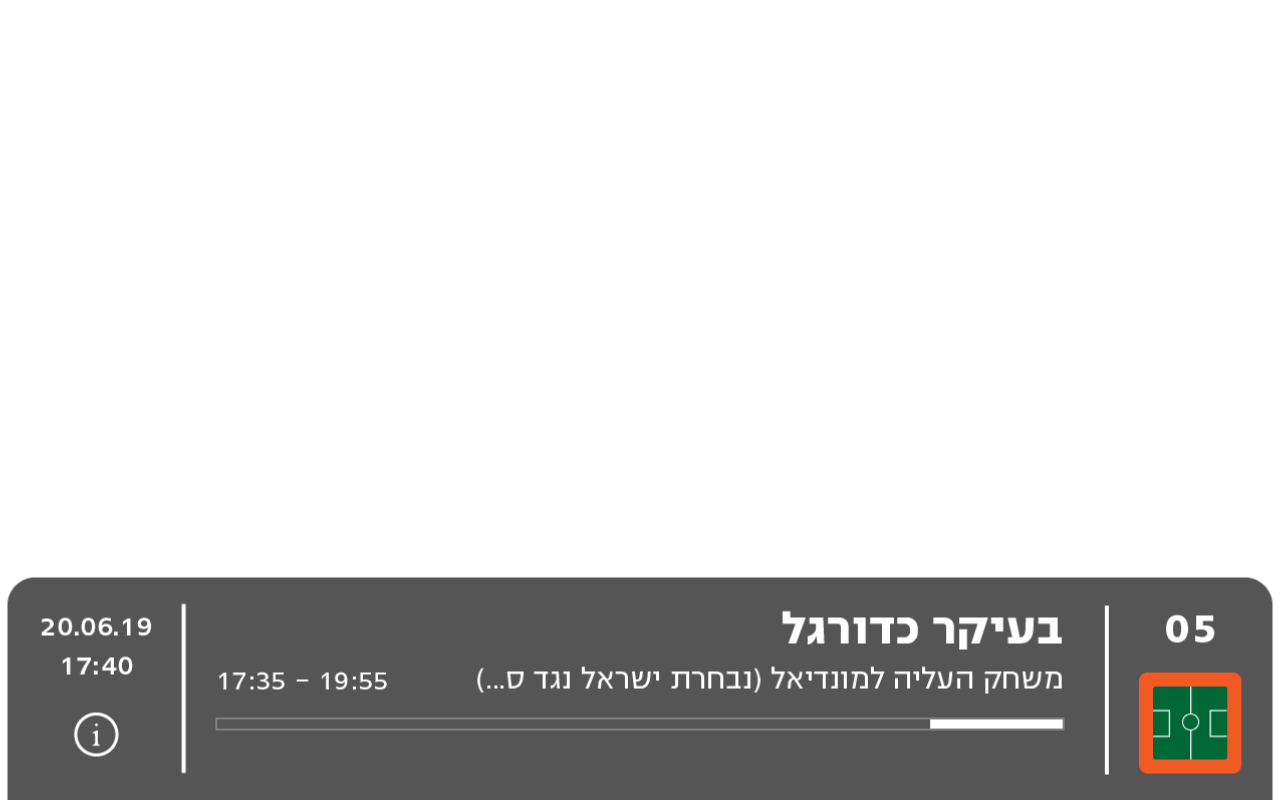 05
בעיקר כדורגל
משחק העליה למונדיאל (נבחרת ישראל נגד ס...)
17:35 – 19:55
20.06.19
17:40
i